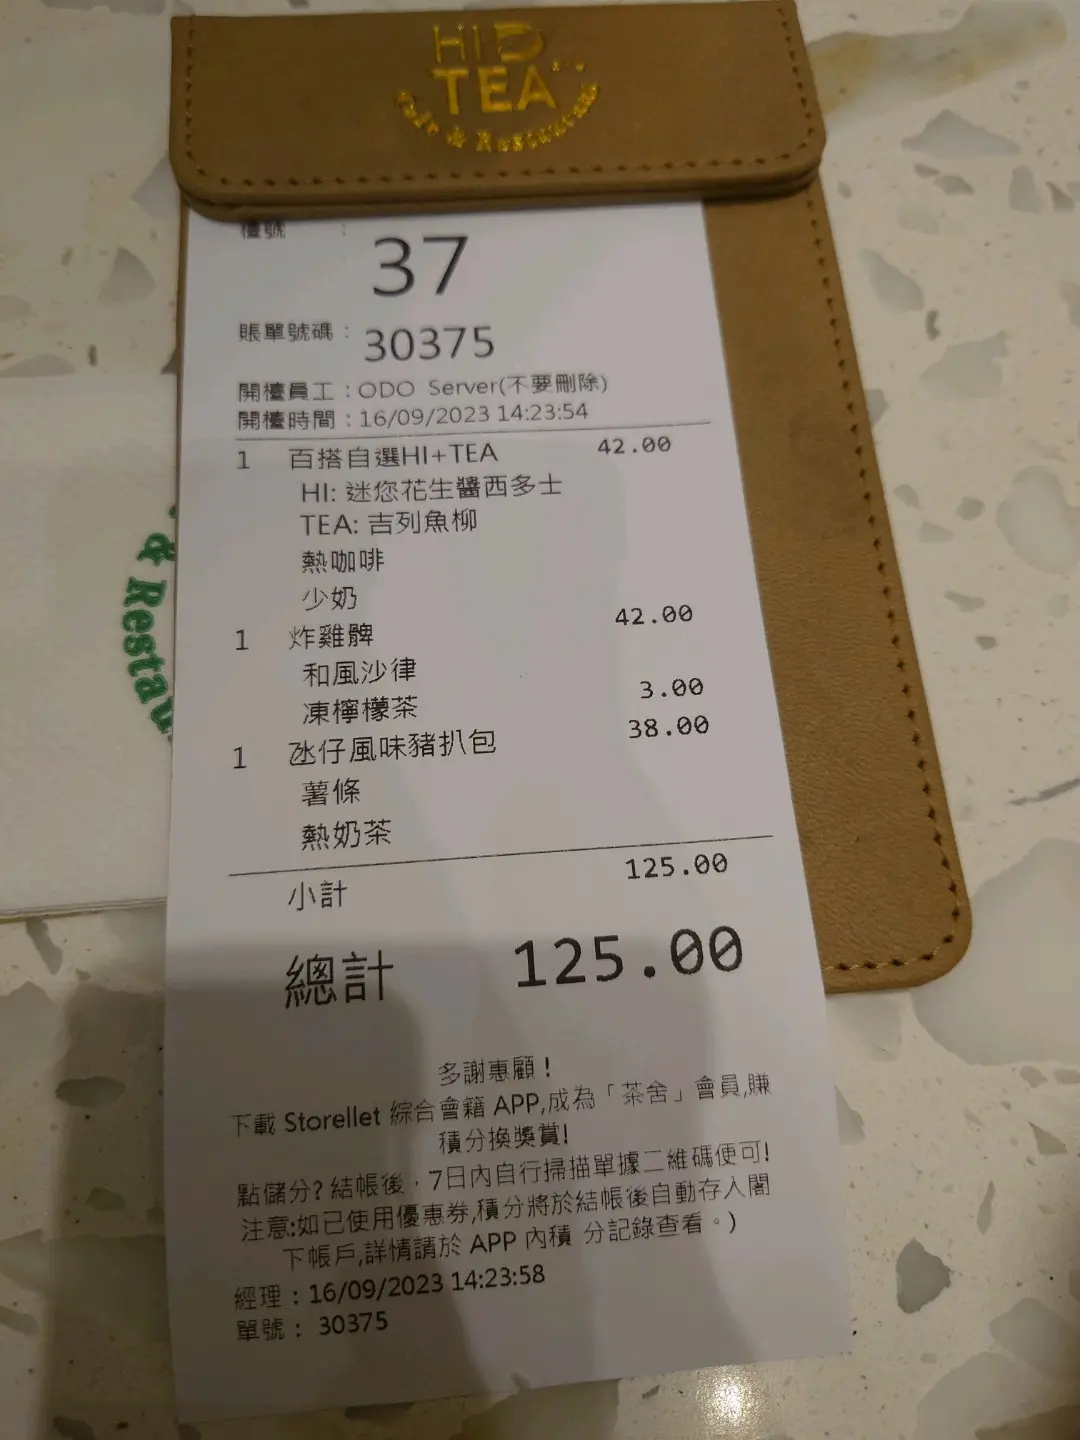 HI
TEA
Cafe & Restaurant
檯號 :
37
賬單號碼 : 30375
開檯員工 : ODO Server(不要刪除)
開檯時間 : 16/09/2023 14:23:54
1 百搭自選HI+TEA 42.00
HI: 迷您花生醬西多士
TEA: 吉列魚柳
熱咖啡
少奶
1 炸雞髀 42.00
和風沙律
凍檸檬茶 3.00
1 氹仔風味豬扒包 38.00
薯條
熱奶茶
小計 125.00
總計 125.00
多謝惠顧!
下載 Storellet 綜合會籍 APP,成為「茶舍」會員,賺
積分換獎賞!
點儲分? 結帳後，7日內自行掃描單據二維碼便可!
注意:如已使用優惠券,積分將於結帳後自動存入閣
下帳戶,詳情請於 APP 內積 分記錄查看。)
經理 : 16/09/2023 14:23:58
單號 : 30375
& Restau